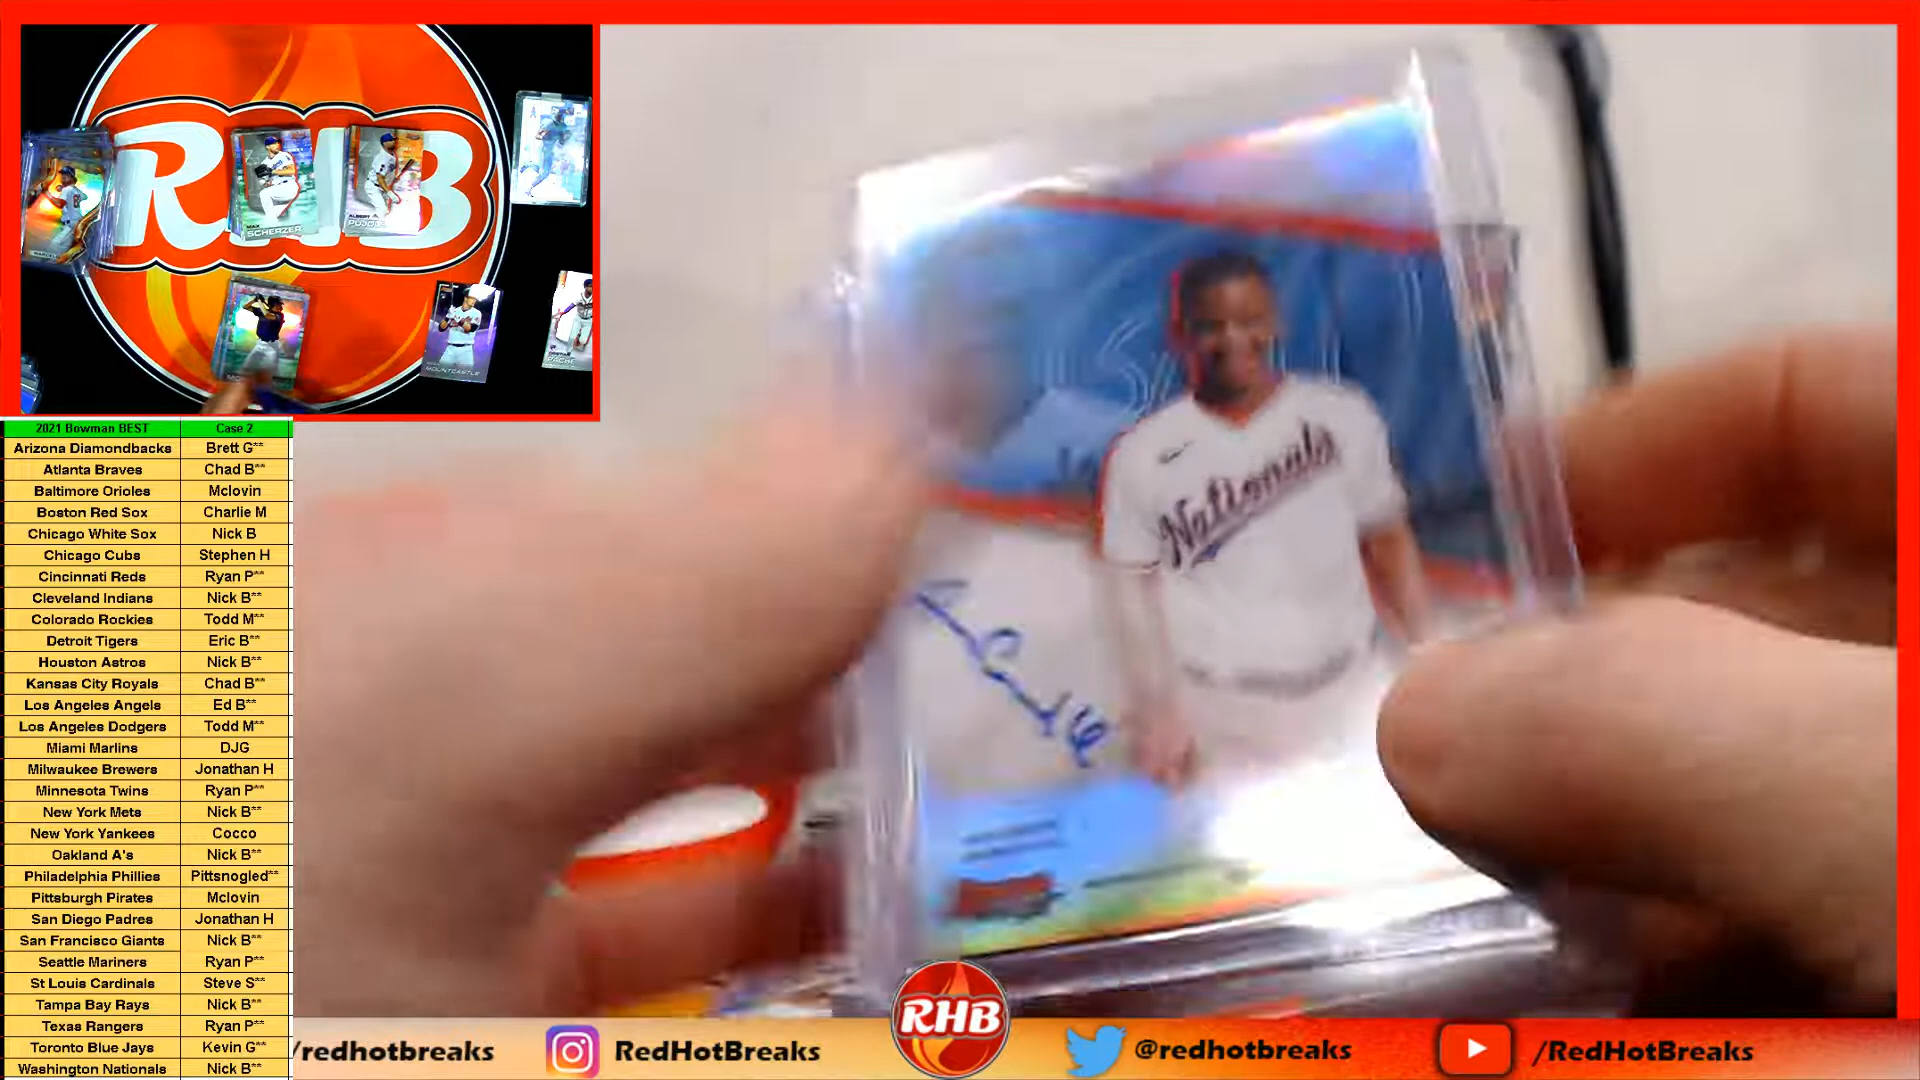 RHB
MAX
SCHERZER
ALBERT
PUJOLS
MOUNTCASTLE
PACHE
2021 Bowman BEST Case 2
Arizona Diamondbacks Brett G**
Atlanta Braves Chad B**
Baltimore Orioles Mclovin
Boston Red Sox Charlie M
Chicago White Sox Nick B
Chicago Cubs Stephen H
Cincinnati Reds Ryan P**
Cleveland Indians Nick B**
Colorado Rockies Todd M**
Detroit Tigers Eric B**
Houston Astros Nick B**
Kansas City Royals Chad B**
Los Angeles Angels Ed B**
Los Angeles Dodgers Todd M**
Miami Marlins DJG
Milwaukee Brewers Jonathan H
Minnesota Twins Ryan P**
New York Mets Nick B**
New York Yankees Cocco
Oakland A's Nick B**
Philadelphia Phillies Pittsnogled**
Pittsburgh Pirates Mclovin
San Diego Padres Jonathan H
San Francisco Giants Nick B**
Seattle Mariners Ryan P**
St Louis Cardinals Steve S**
Tampa Bay Rays Nick B**
Texas Rangers Ryan P**
Toronto Blue Jays Kevin G**
Washington Nationals Nick B**
Nationals
/redhotbreaks RedHotBreaks RHB @redhotbreaks /RedHotBreaks